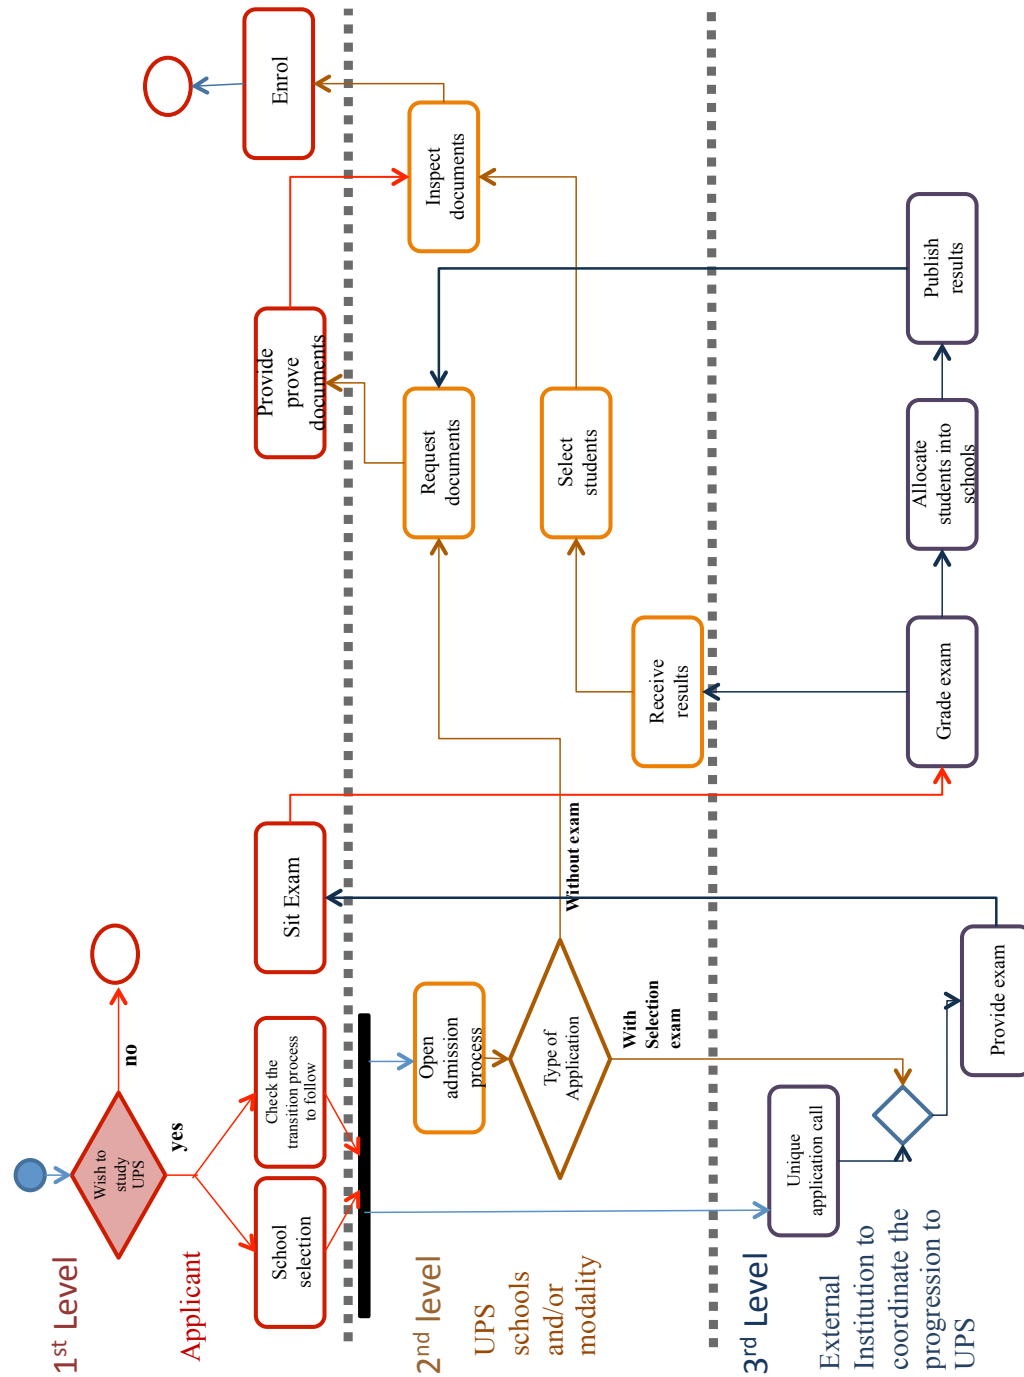 1st Level
Applicant
Wish to
study
UPS
no
yes
School
selection
Check the
transition process
to follow
Sit Exam
Provide
prove
documents
Enrol
2nd level
UPS
schools
and/or
modality
Open
admission
process
Type of
Application
Without exam
With
Selection
exam
Request
documents
Inspect
documents
Select
students
Receive
results
3rd Level
External
Institution to
coordinate the
progression to
UPS
Unique
application call
Provide exam
Grade exam
Allocate
students into
schools
Publish
results